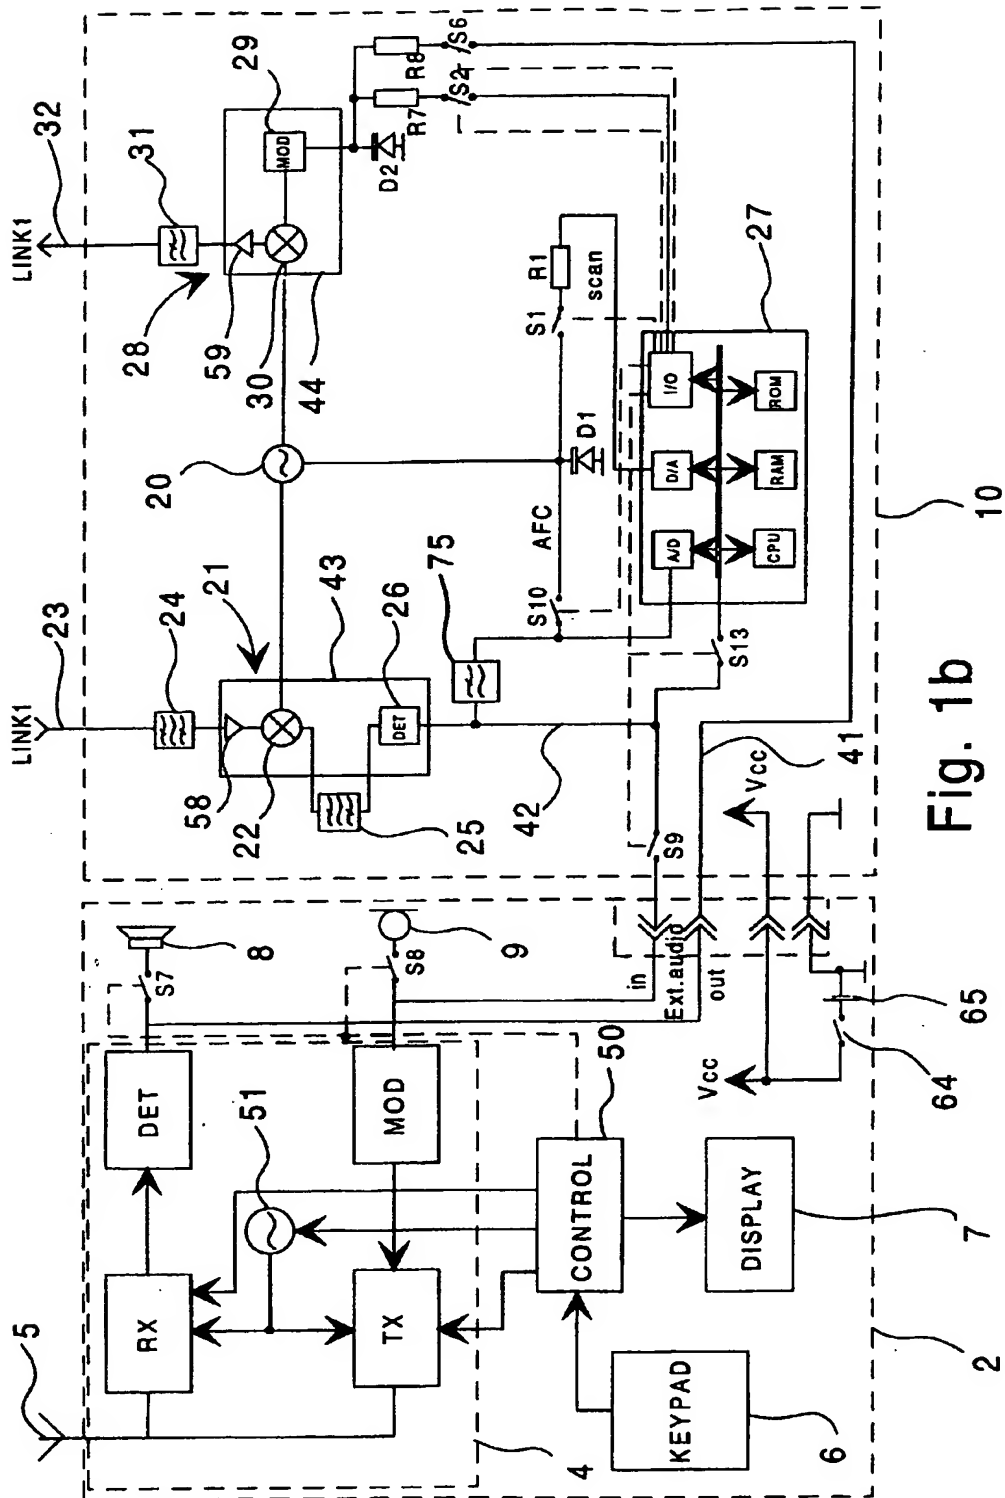 LINK1
32
31
28
59
30
44
29
MOD
D2
R7
R8
S2
S6
20
LINK1
23
24
21
43
58
22
25
26
DET
75
42
S10
AFC
S1
R1
scan
D1
27
A/D
D/A
I/O
CPU
RAM
ROM
S13
S9
41
Vcc
10
Fig. 1b
5
RX
DET
S7
8
51
TX
MOD
S8
9
4
CONTROL
50
KEYPAD
6
DISPLAY
7
in
Ext.audio
out
Vcc
64
65
2